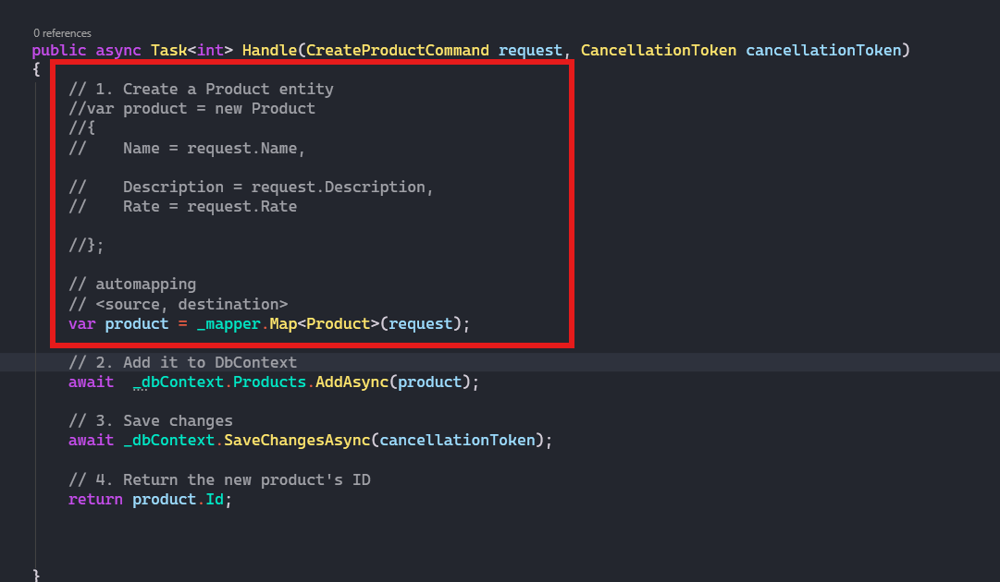 0 references
public async Task<int> Handle(CreateProductCommand request, CancellationToken cancellationToken)
{
// 1. Create a Product entity
//var product = new Product
//{
//    Name = request.Name,
//    Description = request.Description,
//    Rate = request.Rate
//};
// automapping
// <source, destination>
var product = _mapper.Map<Product>(request);
// 2. Add it to DbContext
await  _dbContext.Products.AddAsync(product);
// 3. Save changes
await _dbContext.SaveChangesAsync(cancellationToken);
// 4. Return the new product's ID
return product.Id;
}